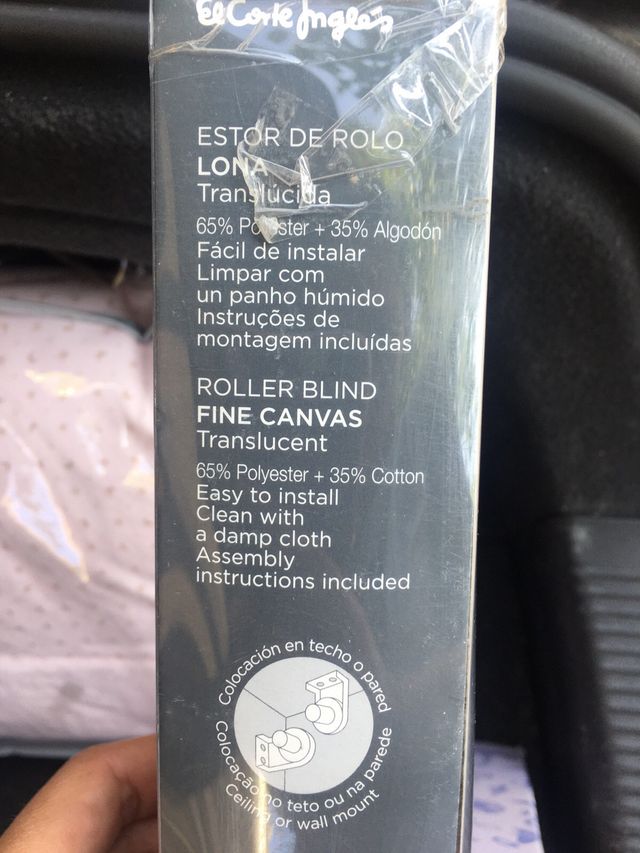 El Corte Inglés
ESTOR DE ROLO
LONA
Translúcida
65% Polyester + 35% Algodón
Fácil de instalar
Limpar com
un panho húmido
Instruções de
montagem incluídas
ROLLER BLIND
FINE CANVAS
Translucent
65% Polyester + 35% Cotton
Easy to install
Clean with
a damp cloth
Assembly
instructions included
Colocación en techo o pared
Colocação no teto ou na parede
Ceiling or wall mount